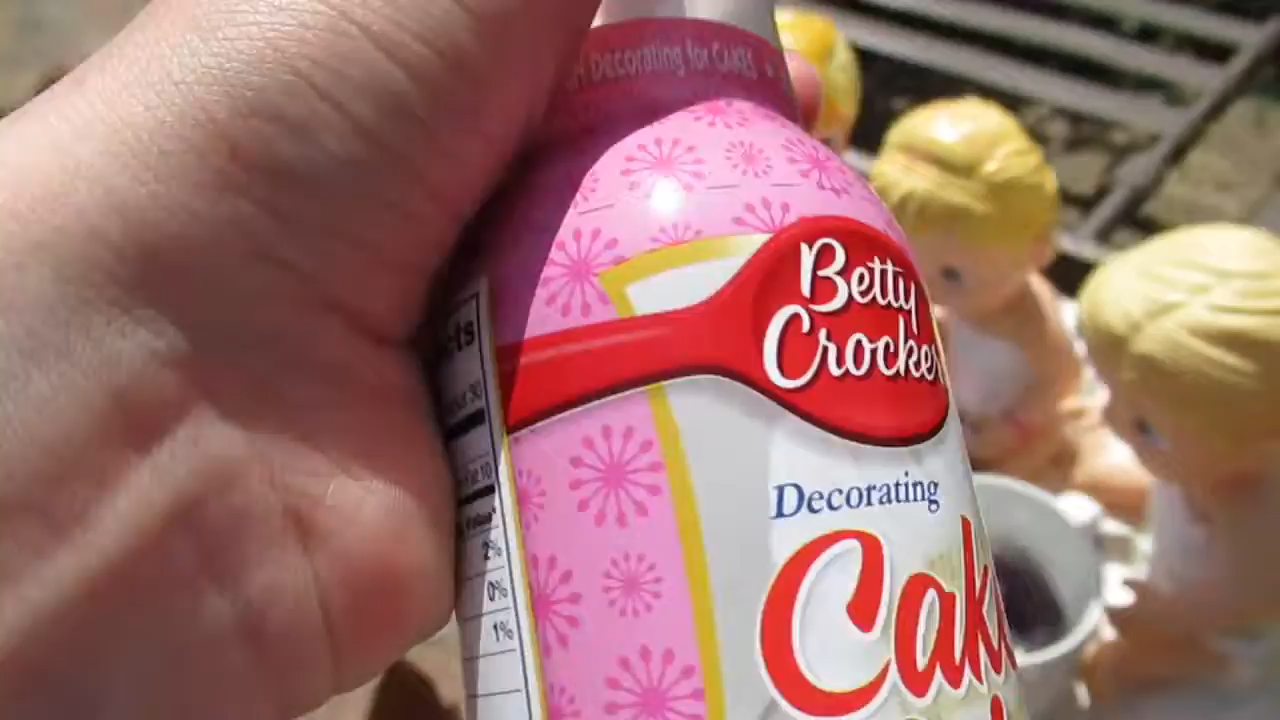 Decorating for CAKES
Betty
Crocker
Decorating
Cak
2%
0%
1%